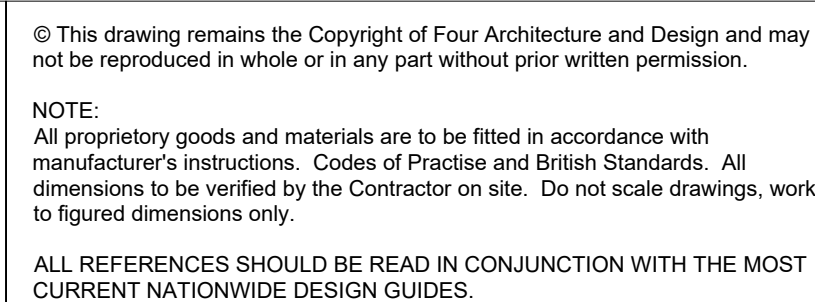 © This drawing remains the Copyright of Four Architecture and Design and may
not be reproduced in whole or in any part without prior written permission.
NOTE:
All proprietory goods and materials are to be fitted in accordance with
manufacturer's instructions. Codes of Practise and British Standards. All
dimensions to be verified by the Contractor on site. Do not scale drawings, work
to figured dimensions only.
ALL REFERENCES SHOULD BE READ IN CONJUNCTION WITH THE MOST
CURRENT NATIONWIDE DESIGN GUIDES.